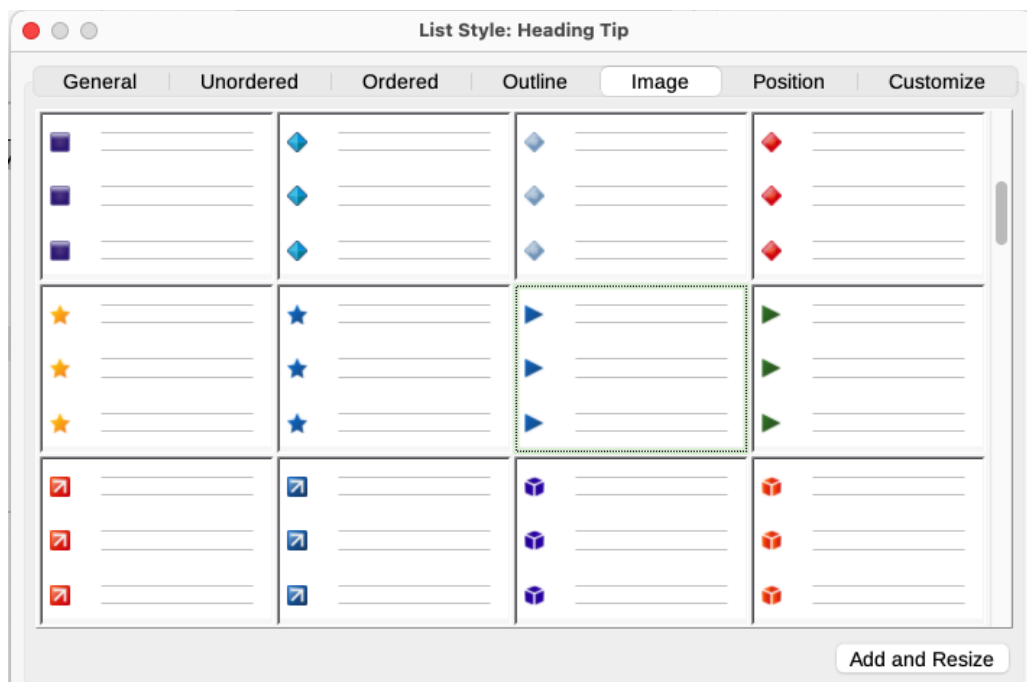 List Style: Heading Tip
General Unordered Ordered Outline Image Position Customize
Add and Resize